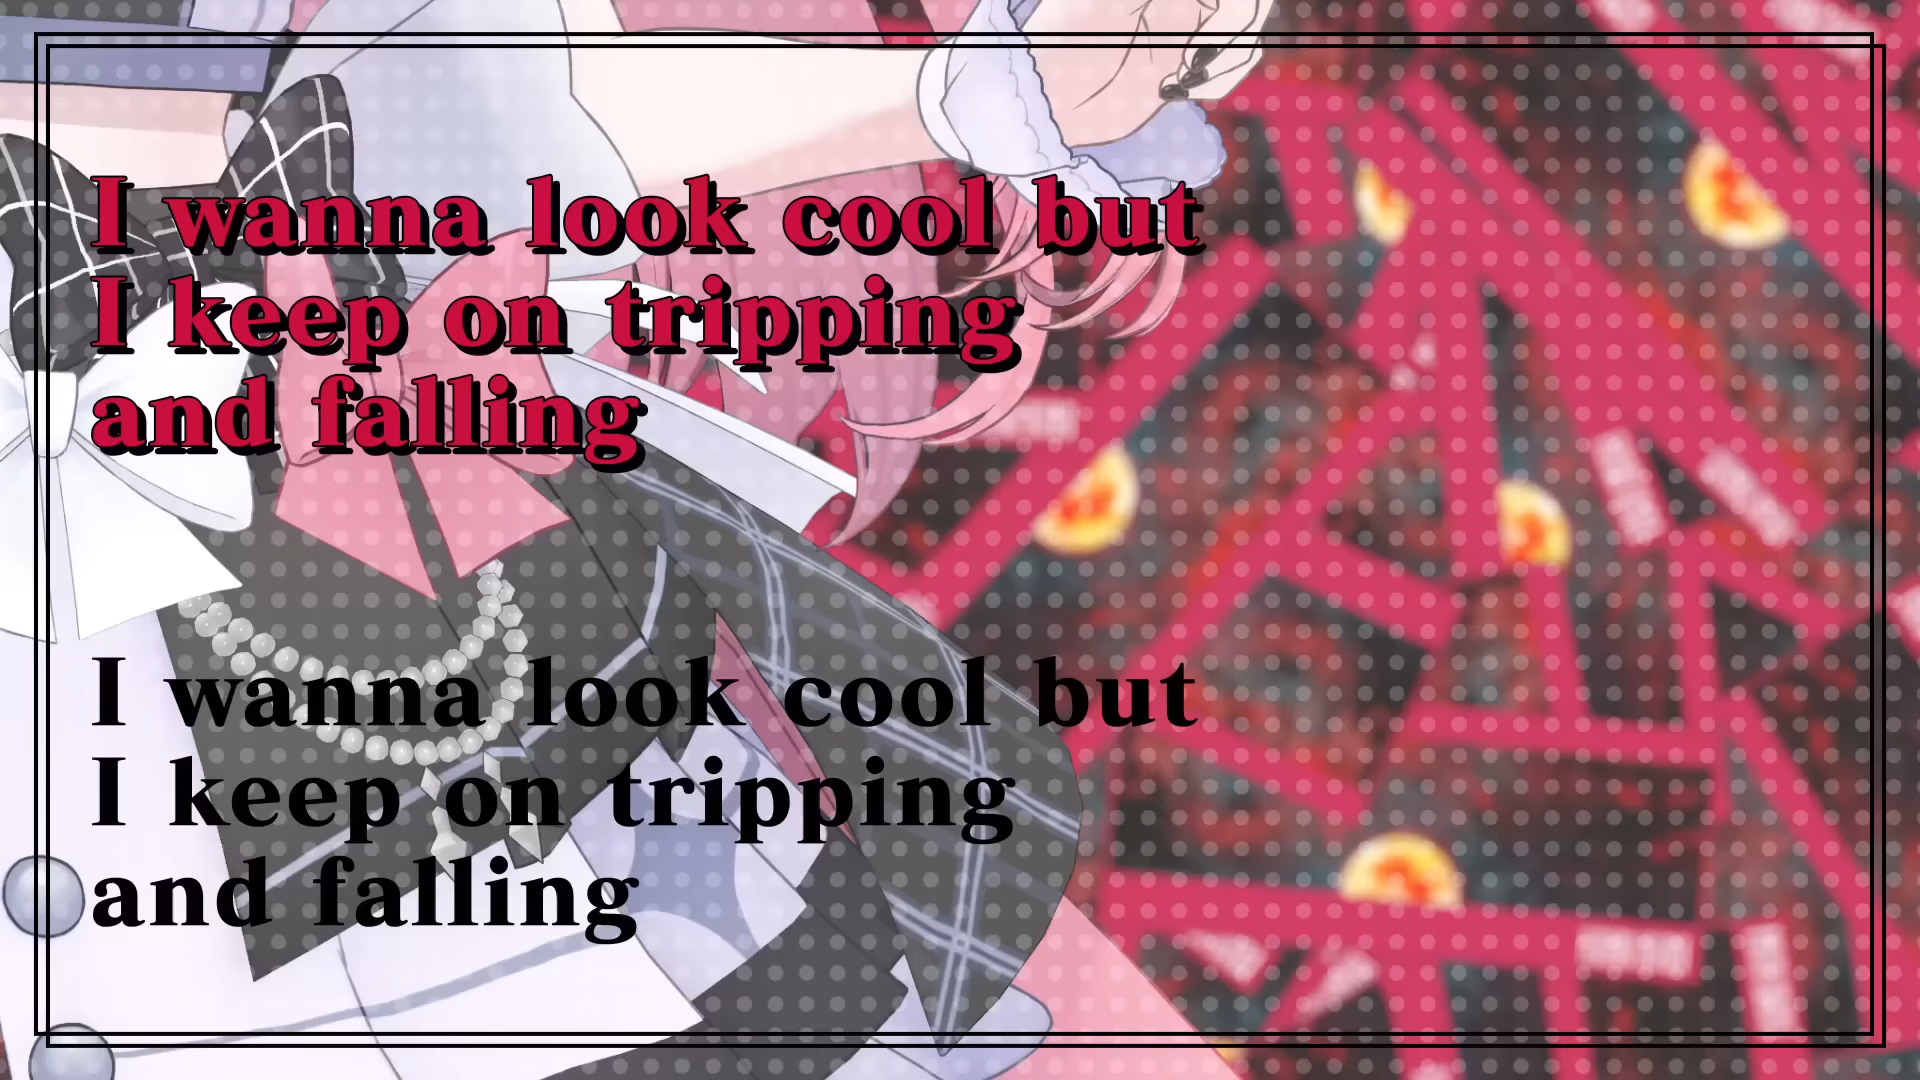 I wanna look cool but
I keep on tripping
and falling
I wanna look cool but
I keep on tripping
and falling